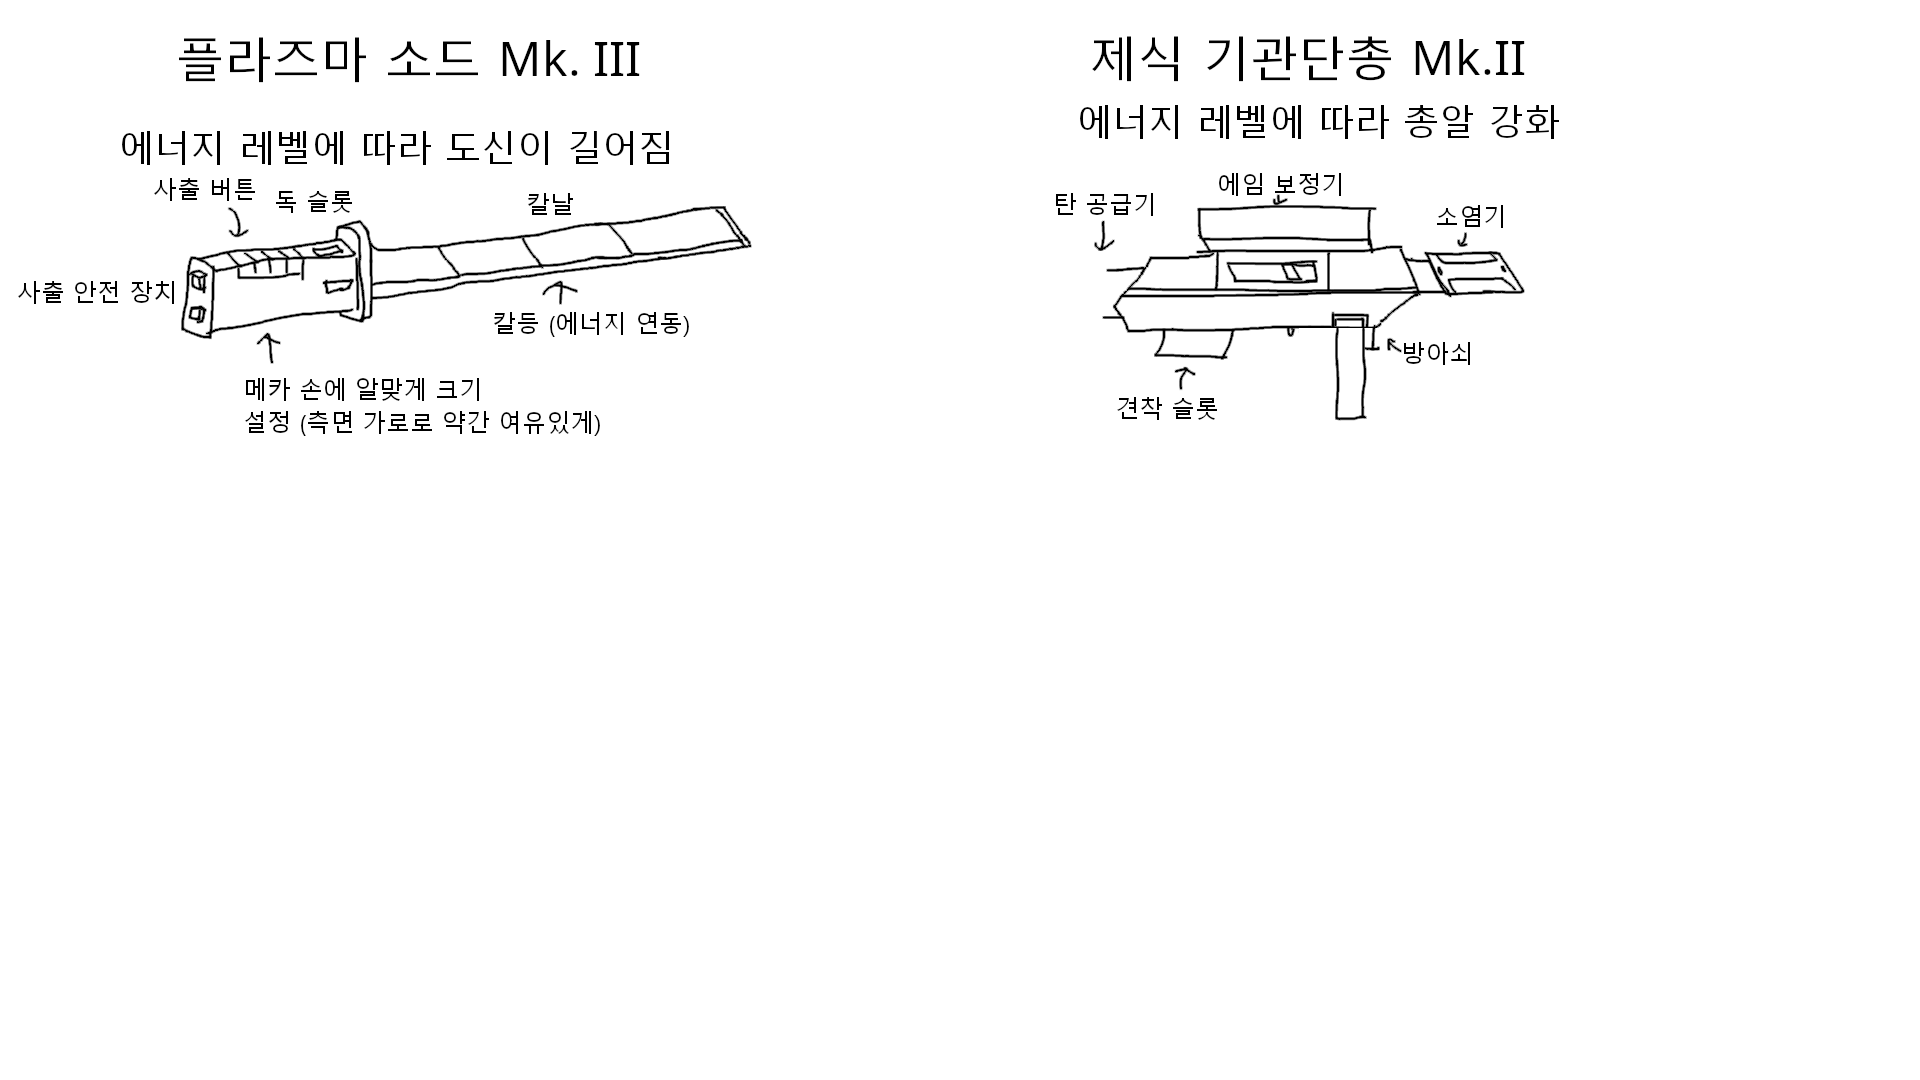 플라즈마 소드 Mk. III
에너지 레벨에 따라 도신이 길어짐
사출 버튼
독 슬롯
칼날
사출 안전 장치
칼등 (에너지 연동)
메카 손에 알맞게 크기
설정 (측면 가로로 약간 여유있게)
제식 기관단총 Mk.II
에너지 레벨에 따라 총알 강화
에임 보정기
탄 공급기
소염기
방아쇠
견착 슬롯